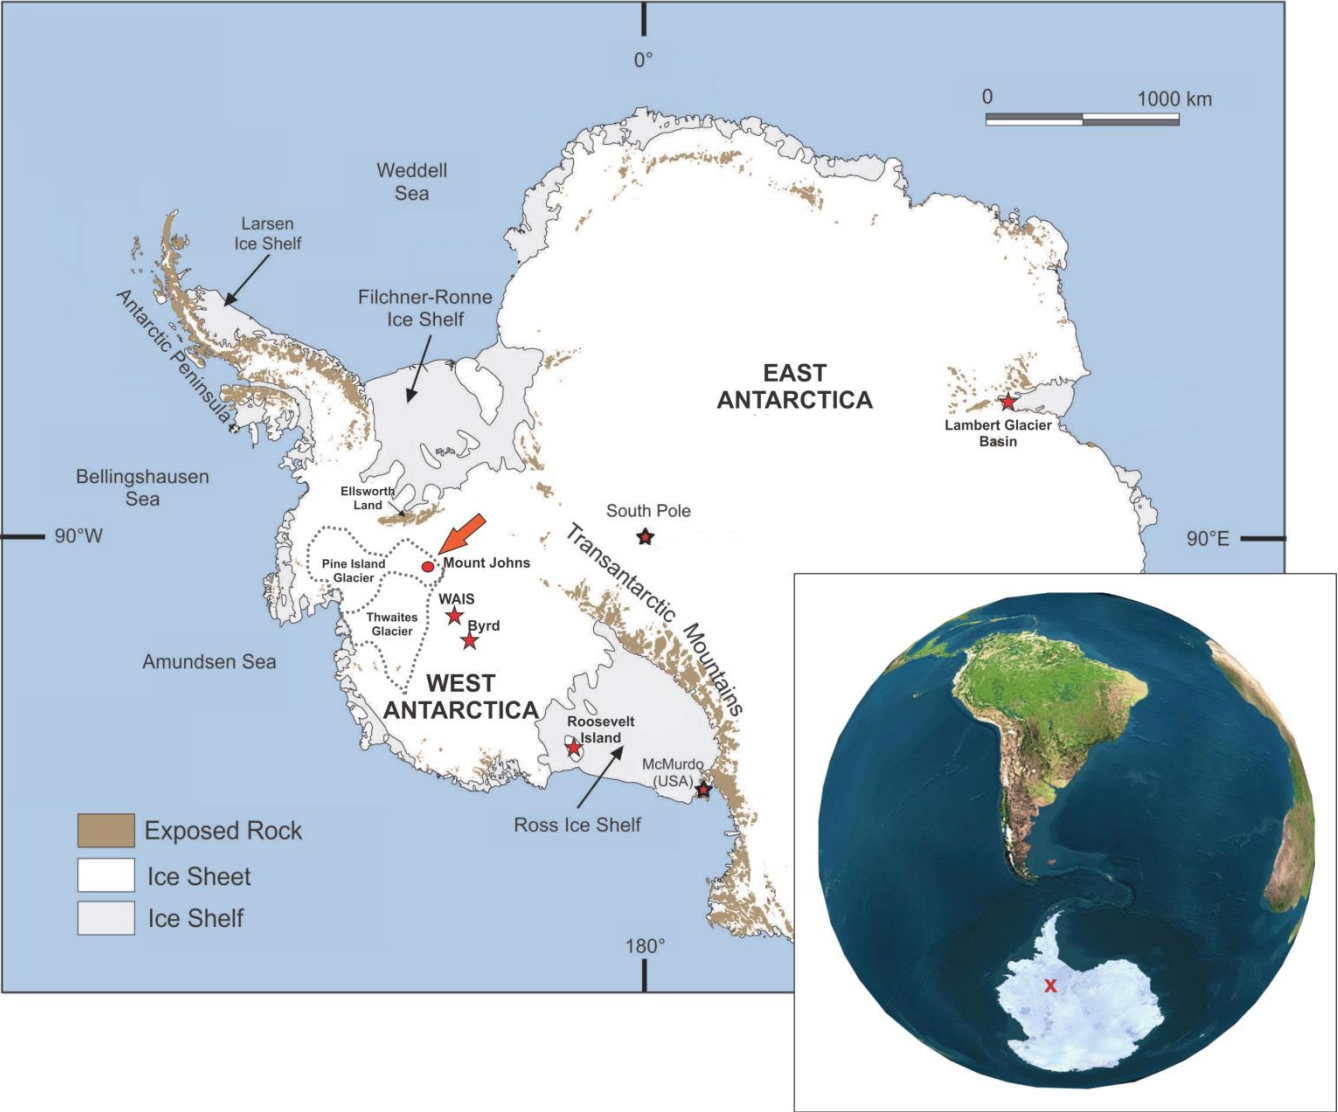 0°
0
1000 km
Weddell
Sea
Larsen
Ice Shelf
Filchner-Ronne
Ice Shelf
Antarctic Peninsula
EAST
ANTARCTICA
Lambert Glacier
Basin
Bellingshausen
Sea
Ellsworth
Land
90°W
South Pole
90°E
Transantarctic Mountains
Pine Island
Glacier
Mount Johns
WAIS
Thwaites
Glacier
Byrd
Amundsen Sea
WEST
ANTARCTICA
Roosevelt
Island
McMurdo
(USA)
Ross Ice Shelf
Exposed Rock
Ice Sheet
Ice Shelf
180°
X